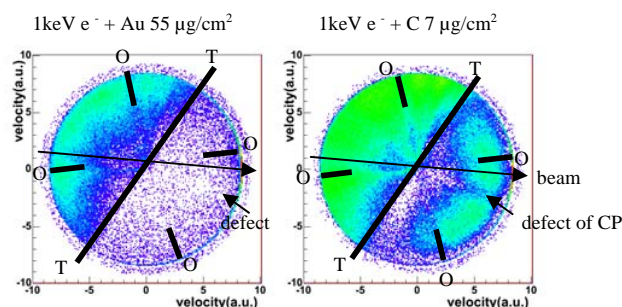 1keV e⁻ + Au 55 µg/cm²
1keV e⁻ + C 7 µg/cm²
velocity(a.u.)
10
5
0
-5
-10
-10
-5
0
5
10
velocity(a.u.)
O
T
O
O
defect
O
T
velocity(a.u.)
10
5
0
-5
-10
-10
-5
0
5
10
velocity(a.u.)
O
T
O
O
beam
defect of CP
O
T